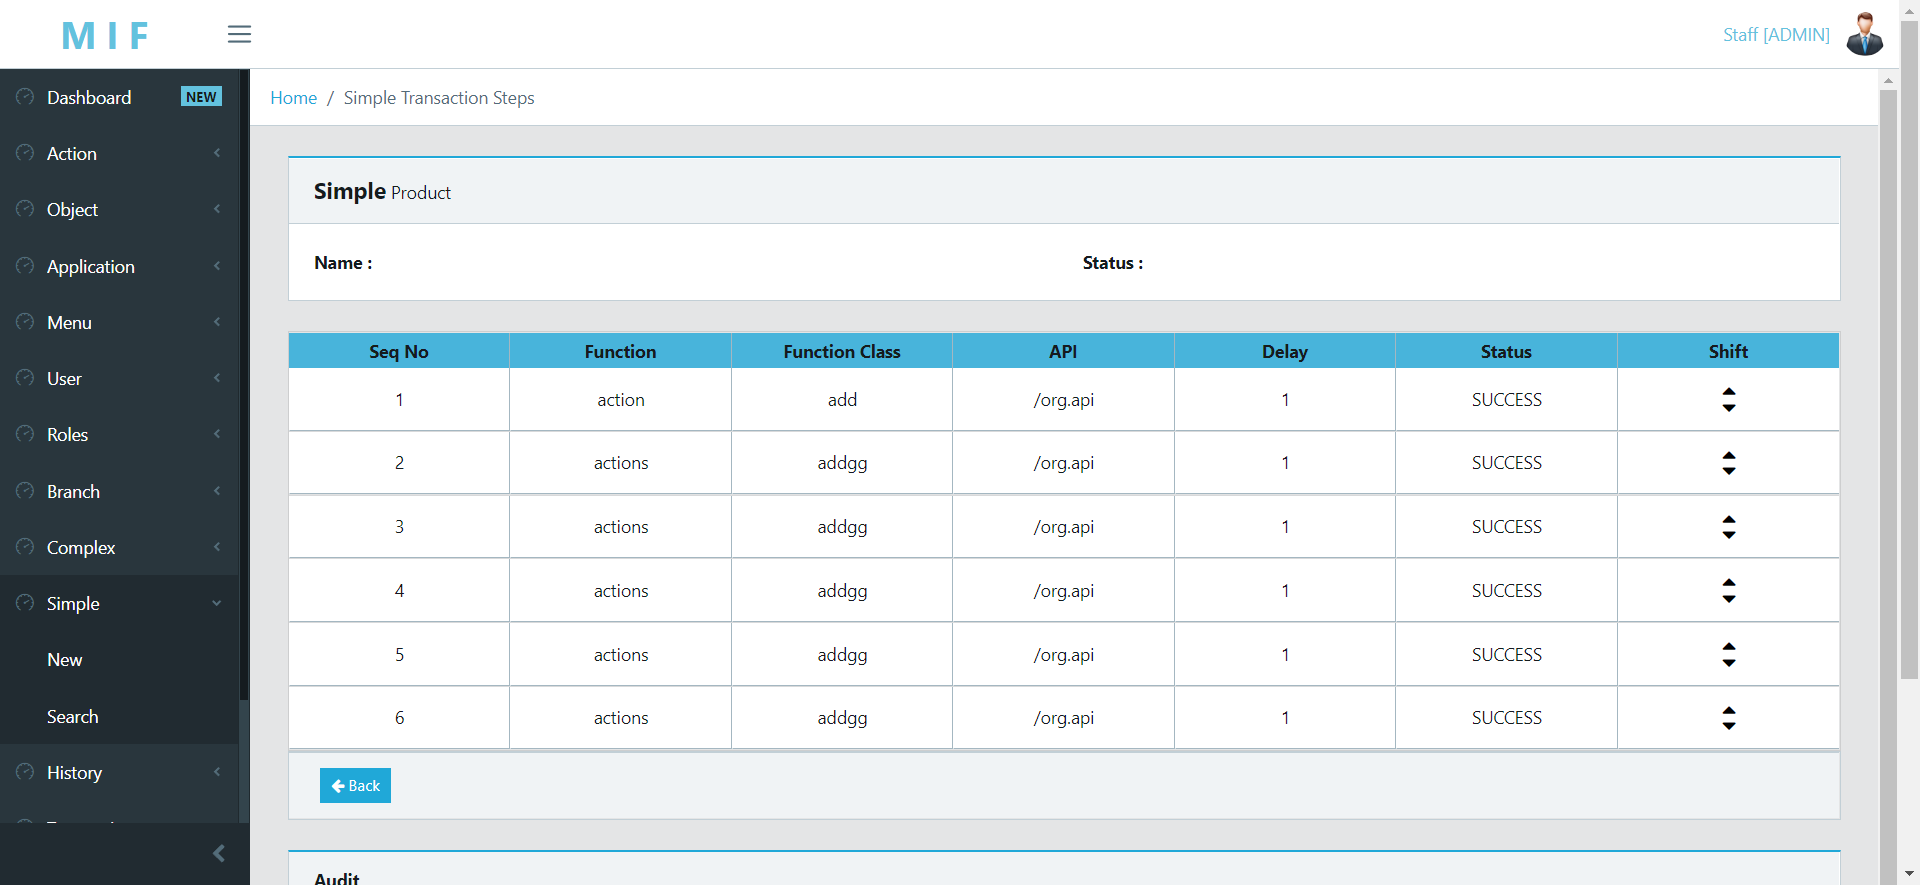 M I F
Staff [ADMIN]
Dashboard NEW
Action
Object
Application
Menu
User
Roles
Branch
Complex
Simple
New
Search
History
Home / Simple Transaction Steps
Simple Product
Name : Status :
Seq No Function Function Class API Delay Status Shift
1 action add /org.api 1 SUCCESS
2 actions addgg /org.api 1 SUCCESS
3 actions addgg /org.api 1 SUCCESS
4 actions addgg /org.api 1 SUCCESS
5 actions addgg /org.api 1 SUCCESS
6 actions addgg /org.api 1 SUCCESS
Back
Audit